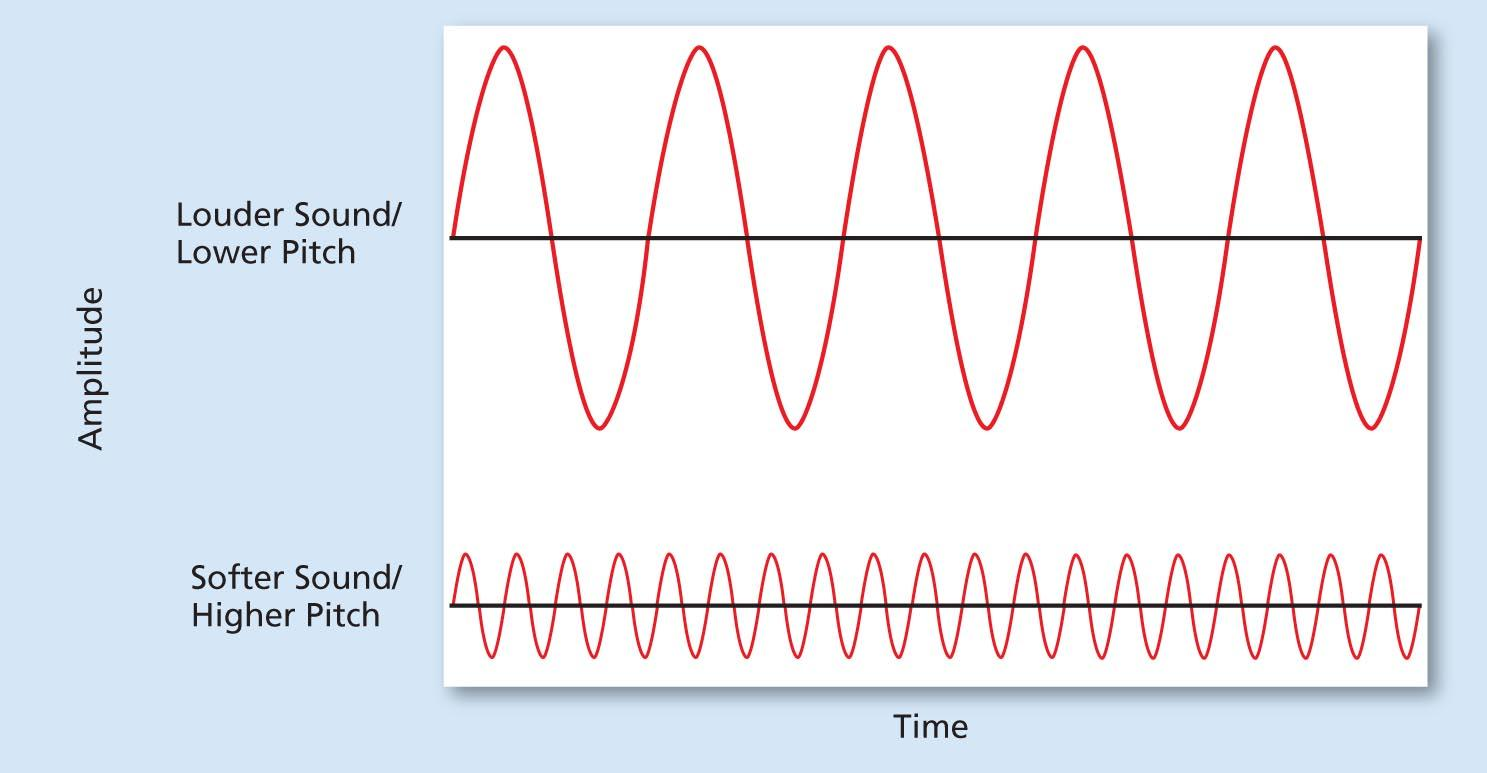 Louder Sound/
Lower Pitch
Amplitude
Softer Sound/
Higher Pitch
Time